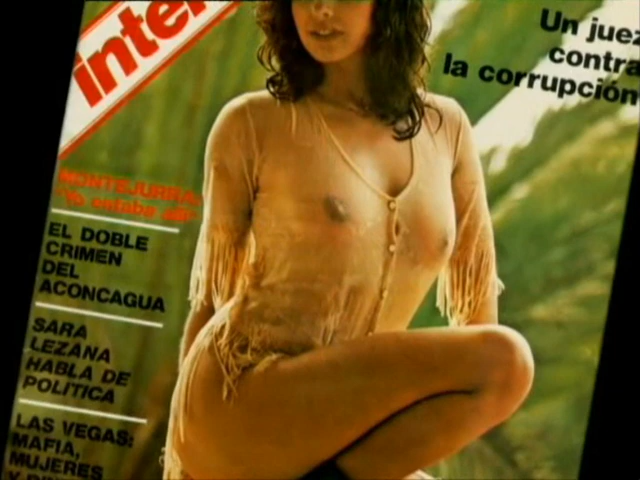 inter
Un juez
contra
la corrupción
MONTEJURRA:
"Yo estaba allí"
EL DOBLE
CRIMEN
DEL
ACONCAGUA
SARA
LEZANA
HABLA DE
POLITICA
LAS VEGAS:
MAFIA,
MUJERES